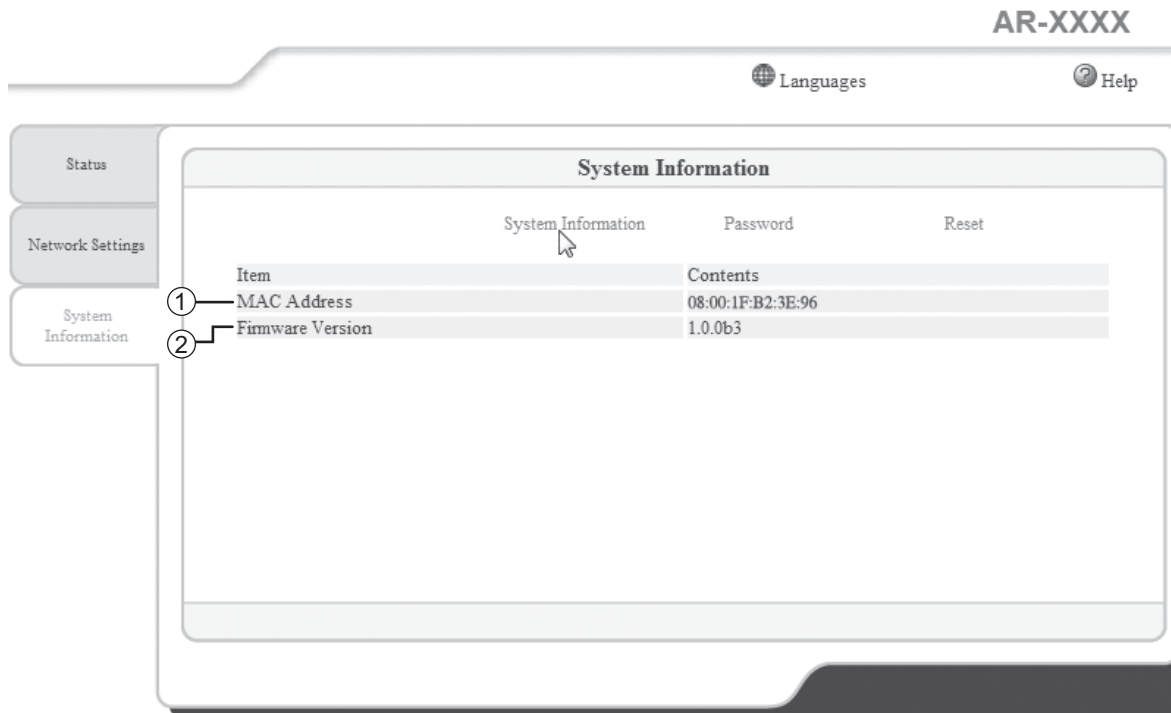 AR-XXXX
Languages
Help
Status
Network Settings
System
Information
System Information
System Information Password Reset
Item Contents
1 MAC Address 08:00:1F:B2:3E:96
2 Firmware Version 1.0.0b3